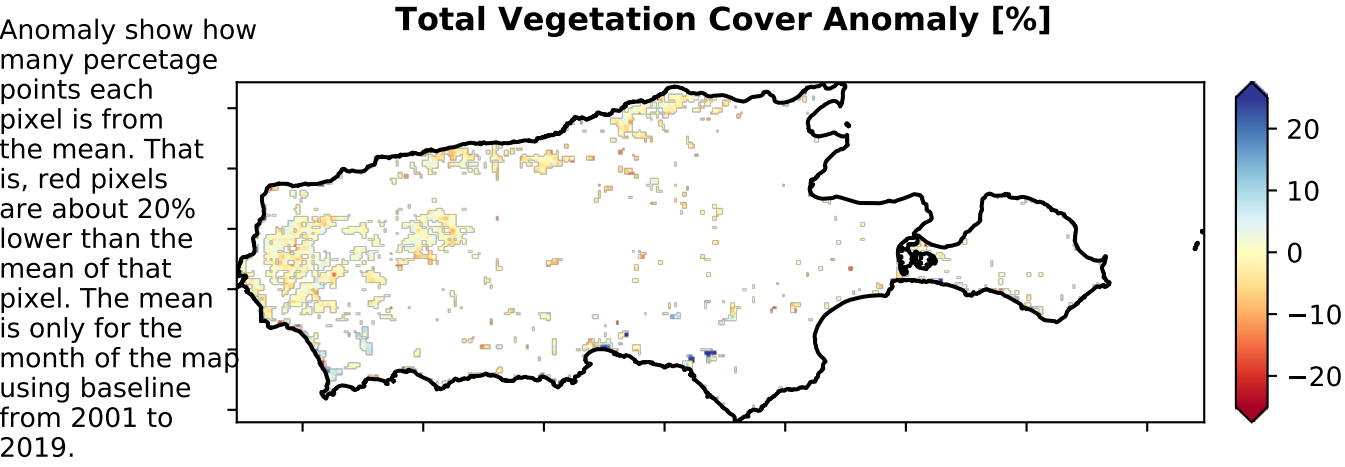 Total Vegetation Cover Anomaly [%]
Anomaly show how
many percetage
points each
pixel is from
the mean. That
is, red pixels
are about 20%
lower than the
mean of that
pixel. The mean
is only for the
month of the map
using baseline
from 2001 to
2019.
20
10
0
−10
−20